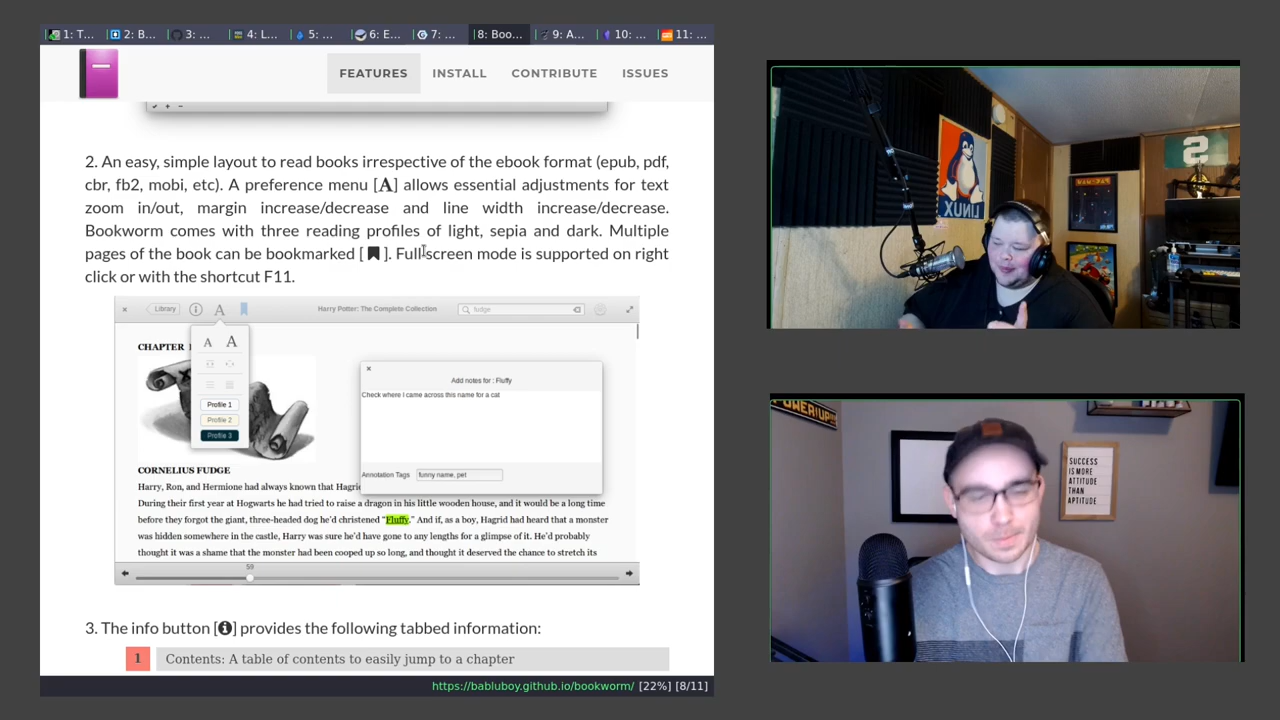 1: T... 2: B... 3: ... 4: L... 5: ... 6: E... 7: ... 8: Boo... 9: A... 10: ... 11: ...
FEATURES INSTALL CONTRIBUTE ISSUES
2. An easy, simple layout to read books irrespective of the ebook format (epub, pdf,
cbr, fb2, mobi, etc). A preference menu [A] allows essential adjustments for text
zoom in/out, margin increase/decrease and line width increase/decrease.
Bookworm comes with three reading profiles of light, sepia and dark. Multiple
pages of the book can be bookmarked [ ]. Full screen mode is supported on right
click or with the shortcut F11.
Library A Harry Potter: The Complete Collection fudge
A A
CHAPTER
Profile 1
Profile 2
Profile 3
Add notes for : Fluffy
Check where I came across this name for a cat
Annotation Tags funny name, pet
CORNELIUS FUDGE
Harry, Ron, and Hermione had always known that Hagri
During their first year at Hogwarts he had tried to raise a dragon in his little wooden house, and it would be a long time
before they forgot the giant, three-headed dog he'd christened "Fluffy." And if, as a boy, Hagrid had heard that a monster
was hidden somewhere in the castle, Harry was sure he'd have gone to any lengths for a glimpse of it. He'd probably
thought it was a shame that the monster had been cooped up so long, and thought it deserved the chance to stretch its
59
3. The info button [i] provides the following tabbed information:
1 Contents: A table of contents to easily jump to a chapter
https://babluboy.github.io/bookworm/ [22%] [8/11]
LINUX
PAC-MAN
S
POWER UP
SUCCESS
IS MORE
ATTITUDE
THAN
APTITUDE